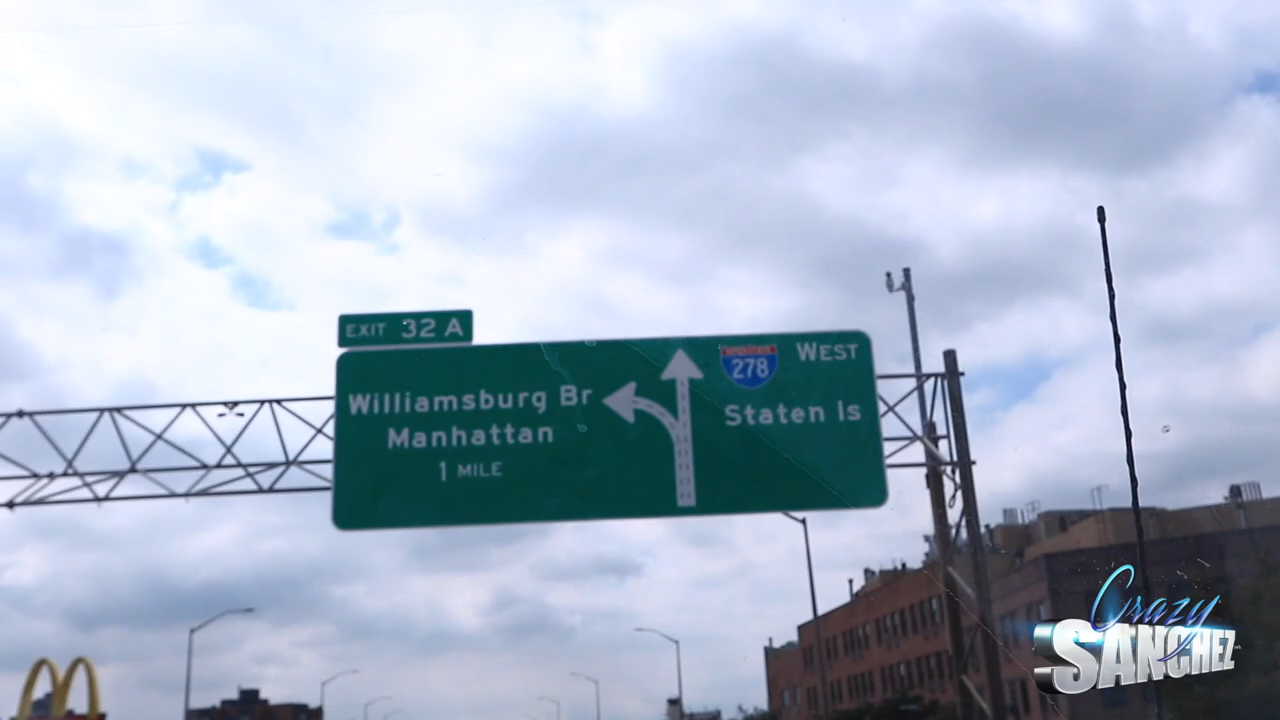 EXIT 32 A
Williamsburg Br
Manhattan
1 MILE
278 WEST
Staten Is
Crazy
SANCHEZ